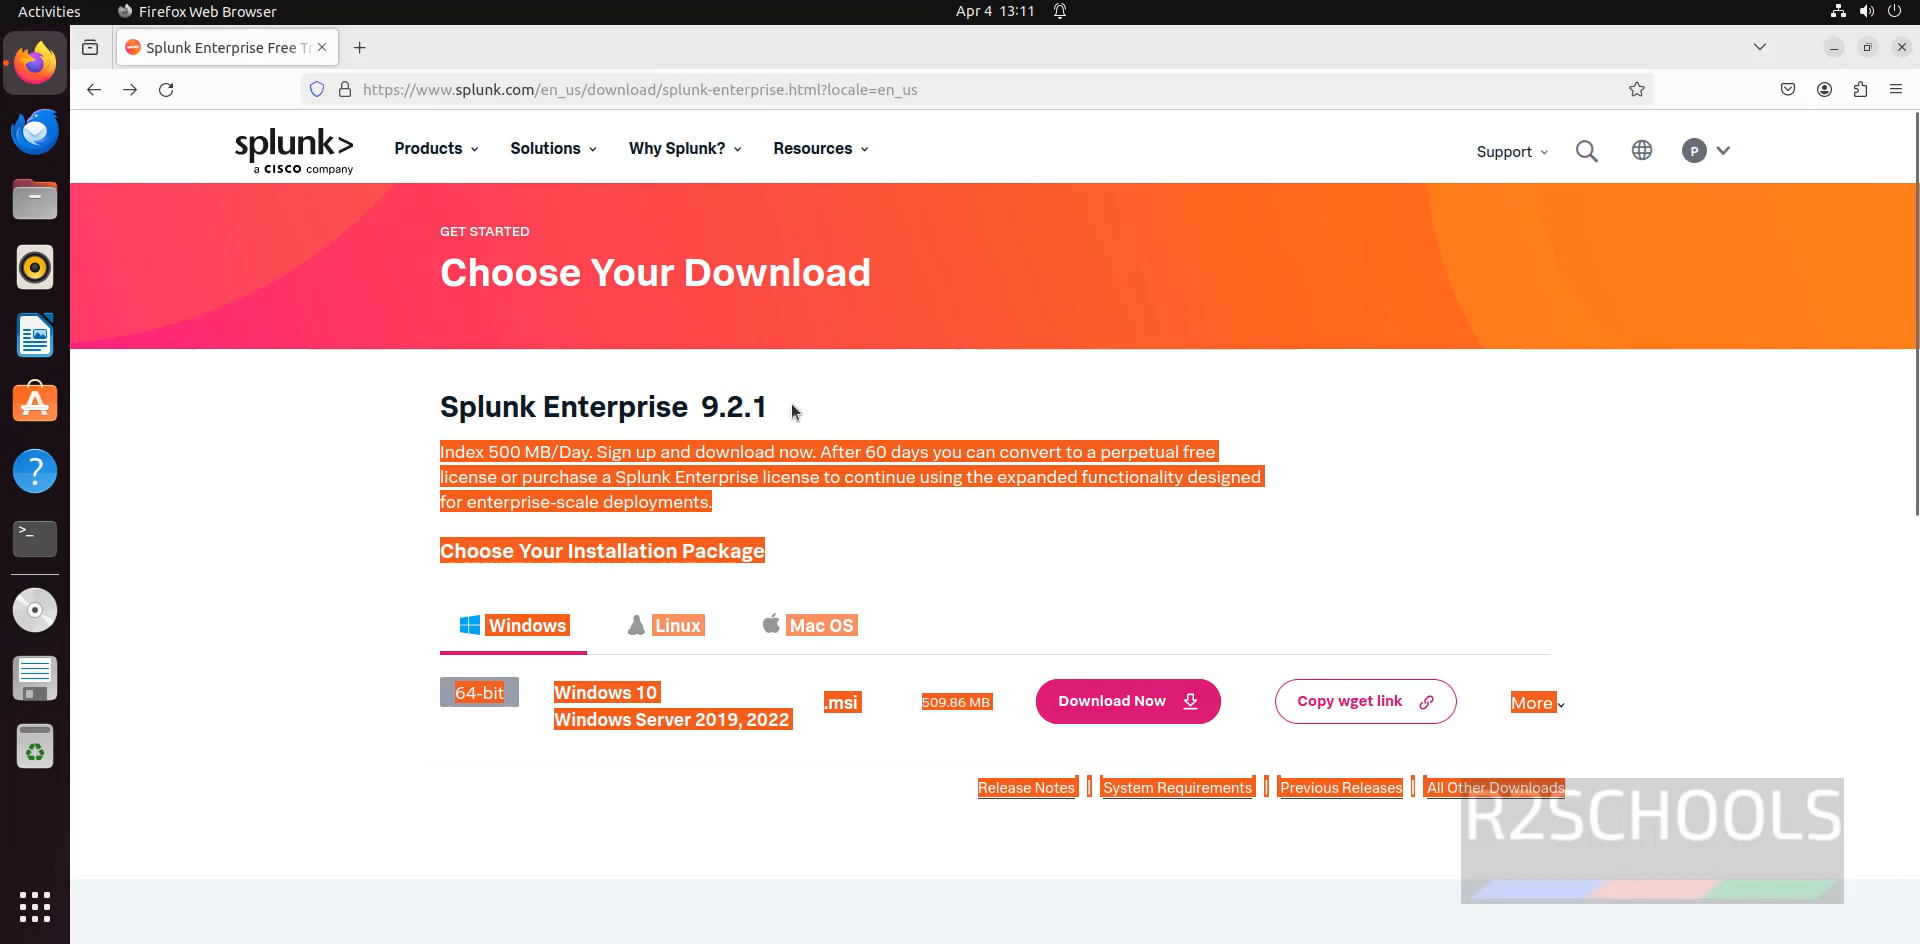 Activities
Firefox Web Browser
Apr 4 13:11
Splunk Enterprise Free Tr
https://www.splunk.com/en_us/download/splunk-enterprise.html?locale=en_us
splunk>
a CISCO company
Products
Solutions
Why Splunk?
Resources
Support
P
GET STARTED
Choose Your Download
Splunk Enterprise 9.2.1
Index 500 MB/Day. Sign up and download now. After 60 days you can convert to a perpetual free
license or purchase a Splunk Enterprise license to continue using the expanded functionality designed
for enterprise-scale deployments.
Choose Your Installation Package
Windows
Linux
Mac OS
64-bit
Windows 10
Windows Server 2019, 2022
.msi
509.86 MB
Download Now
Copy wget link
More
Release Notes | System Requirements | Previous Releases | All Other Downloads
R2SCHOOLS